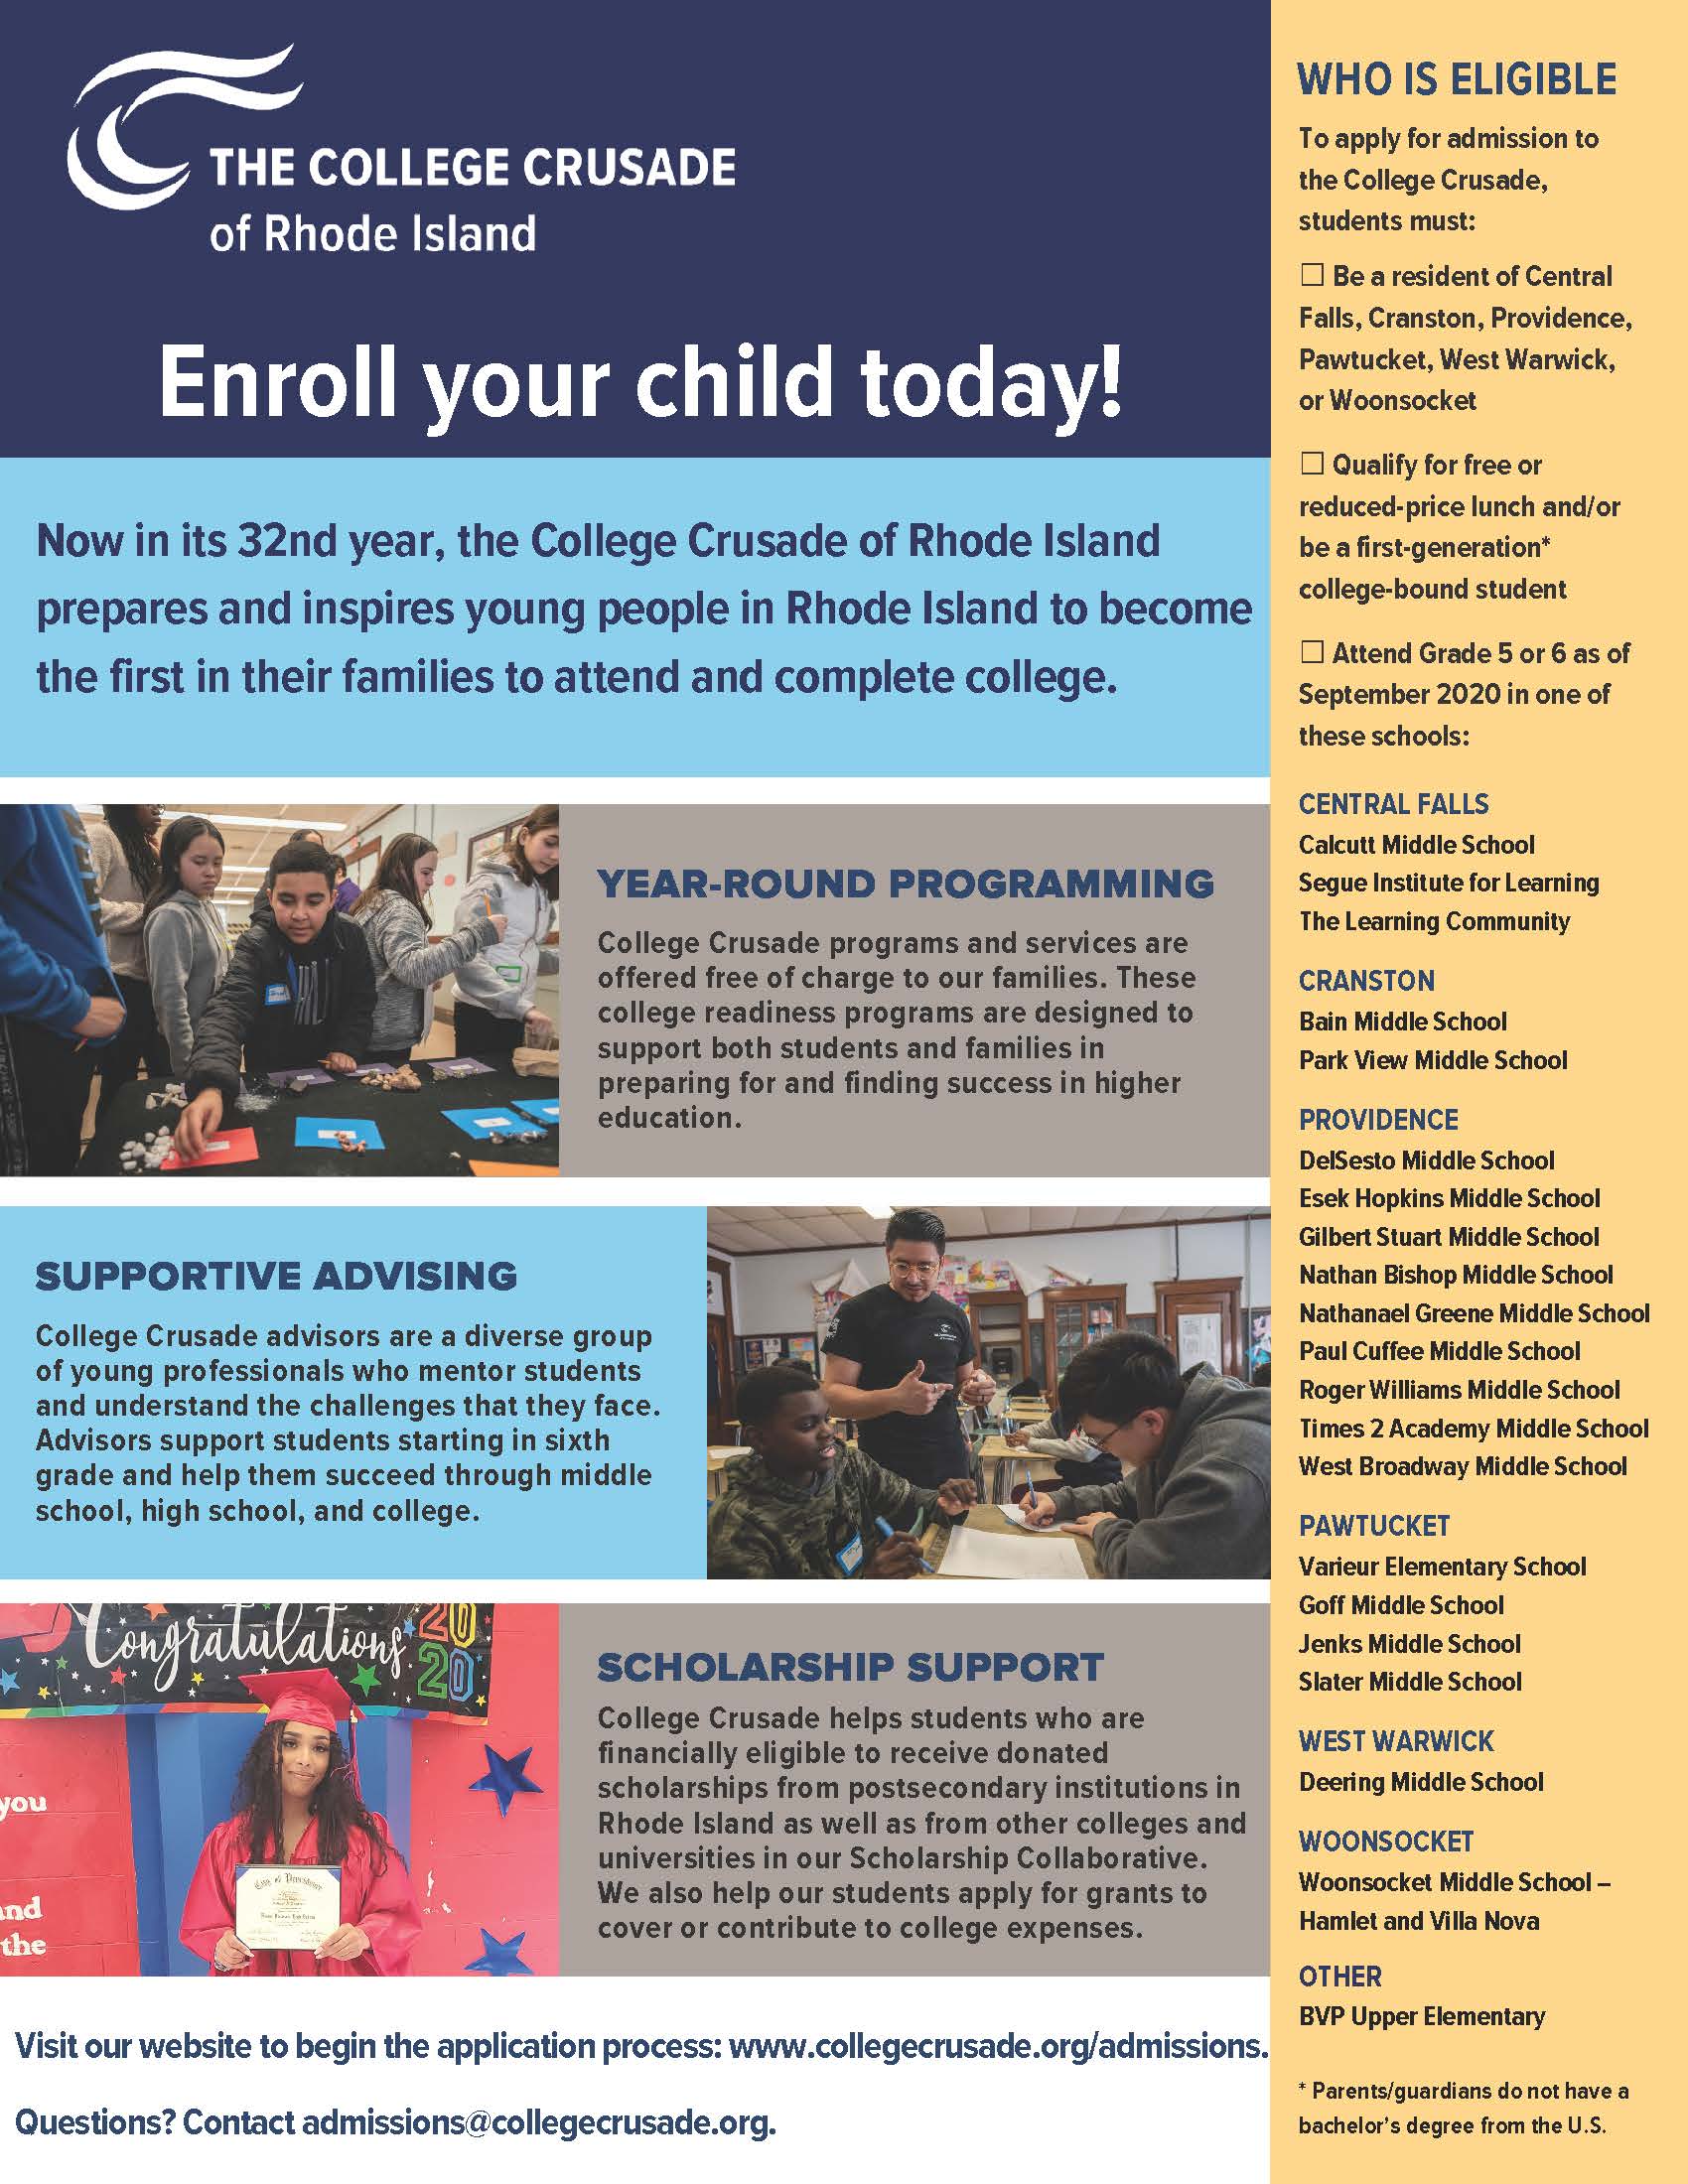 THE COLLEGE CRUSADE
of Rhode Island
Enroll your child today!
Now in its 32nd year, the College Crusade of Rhode Island
prepares and inspires young people in Rhode Island to become
the first in their families to attend and complete college.
YEAR-ROUND PROGRAMMING
College Crusade programs and services are
offered free of charge to our families. These
college readiness programs are designed to
support both students and families in
preparing for and finding success in higher
education.
SUPPORTIVE ADVISING
College Crusade advisors are a diverse group
of young professionals who mentor students
and understand the challenges that they face.
Advisors support students starting in sixth
grade and help them succeed through middle
school, high school, and college.
Congratulations 2020
you
and
the
SCHOLARSHIP SUPPORT
College Crusade helps students who are
financially eligible to receive donated
scholarships from postsecondary institutions in
Rhode Island as well as from other colleges and
universities in our Scholarship Collaborative.
We also help our students apply for grants to
cover or contribute to college expenses.
Visit our website to begin the application process: www.collegecrusade.org/admissions.
Questions? Contact admissions@collegecrusade.org.
WHO IS ELIGIBLE
To apply for admission to
the College Crusade,
students must:
☐ Be a resident of Central
Falls, Cranston, Providence,
Pawtucket, West Warwick,
or Woonsocket
☐ Qualify for free or
reduced-price lunch and/or
be a first-generation*
college-bound student
☐ Attend Grade 5 or 6 as of
September 2020 in one of
these schools:
CENTRAL FALLS
Calcutt Middle School
Segue Institute for Learning
The Learning Community
CRANSTON
Bain Middle School
Park View Middle School
PROVIDENCE
DelSesto Middle School
Esek Hopkins Middle School
Gilbert Stuart Middle School
Nathan Bishop Middle School
Nathanael Greene Middle School
Paul Cuffee Middle School
Roger Williams Middle School
Times 2 Academy Middle School
West Broadway Middle School
PAWTUCKET
Varieur Elementary School
Goff Middle School
Jenks Middle School
Slater Middle School
WEST WARWICK
Deering Middle School
WOONSOCKET
Woonsocket Middle School –
Hamlet and Villa Nova
OTHER
BVP Upper Elementary
* Parents/guardians do not have a
bachelor's degree from the U.S.